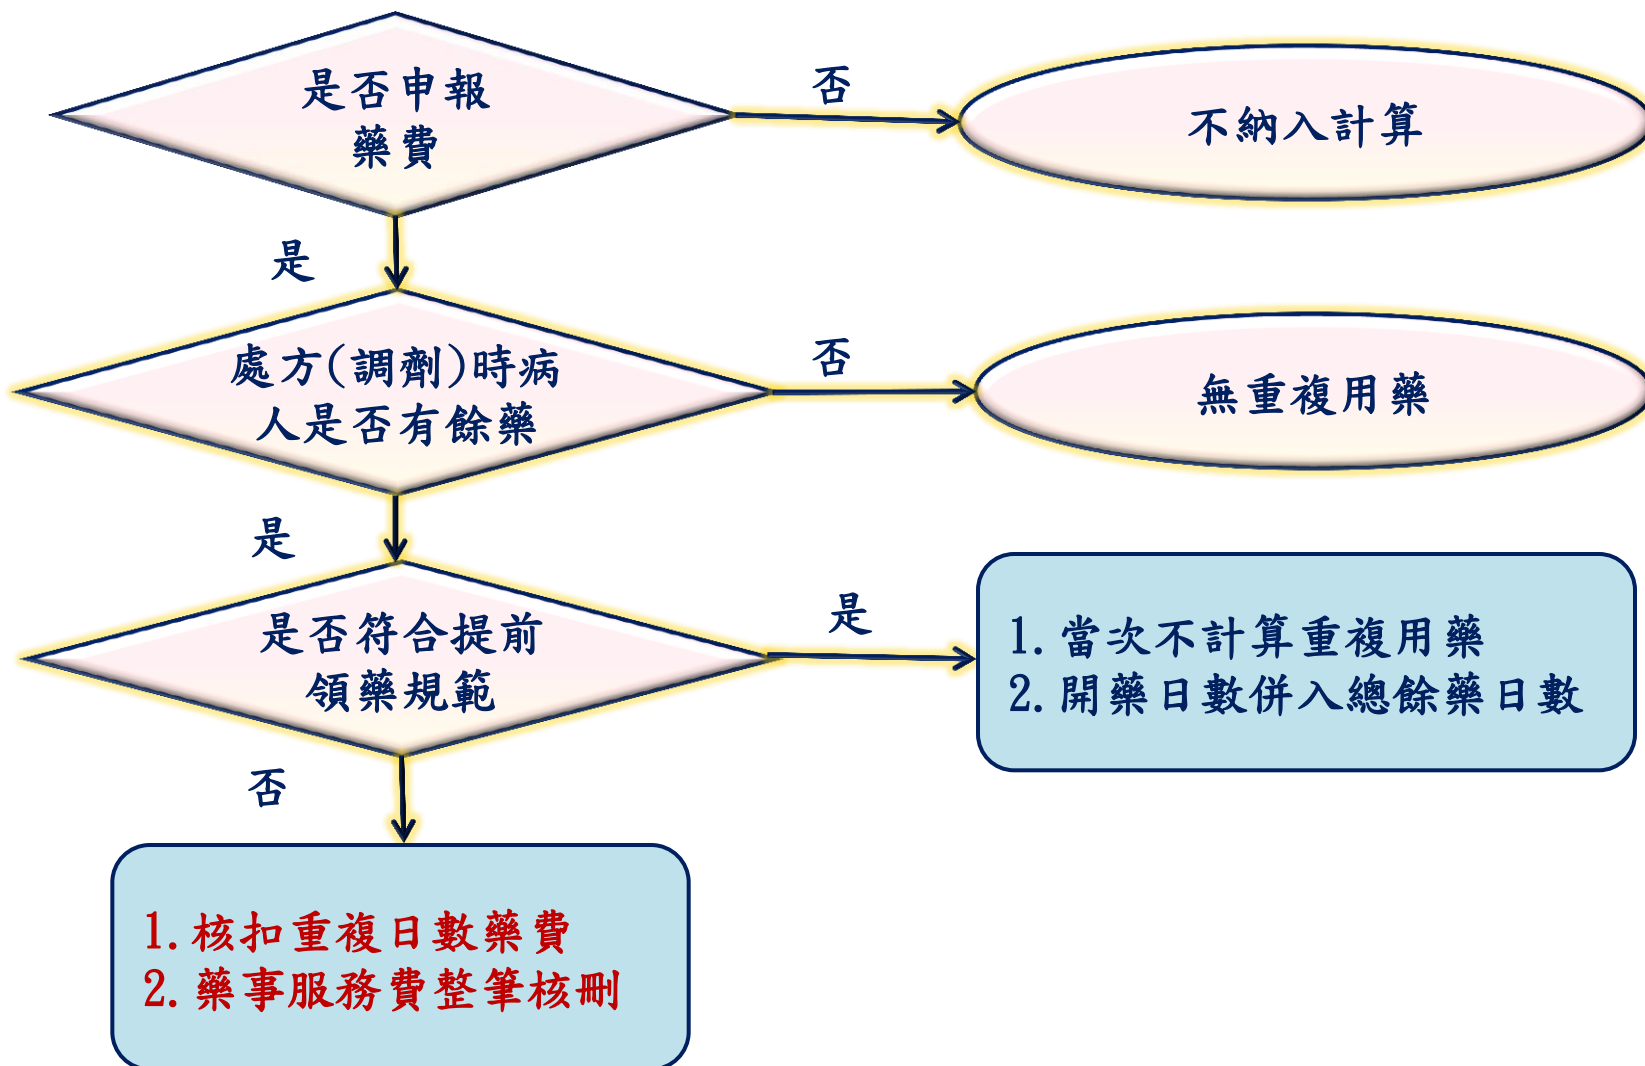 是否申報
藥費
否
不納入計算
是
處方(調劑)時病
人是否有餘藥
否
無重複用藥
是
是否符合提前
領藥規範
是
1.當次不計算重複用藥
2.開藥日數併入總餘藥日數
否
1.核扣重複日數藥費
2.藥事服務費整筆核刪